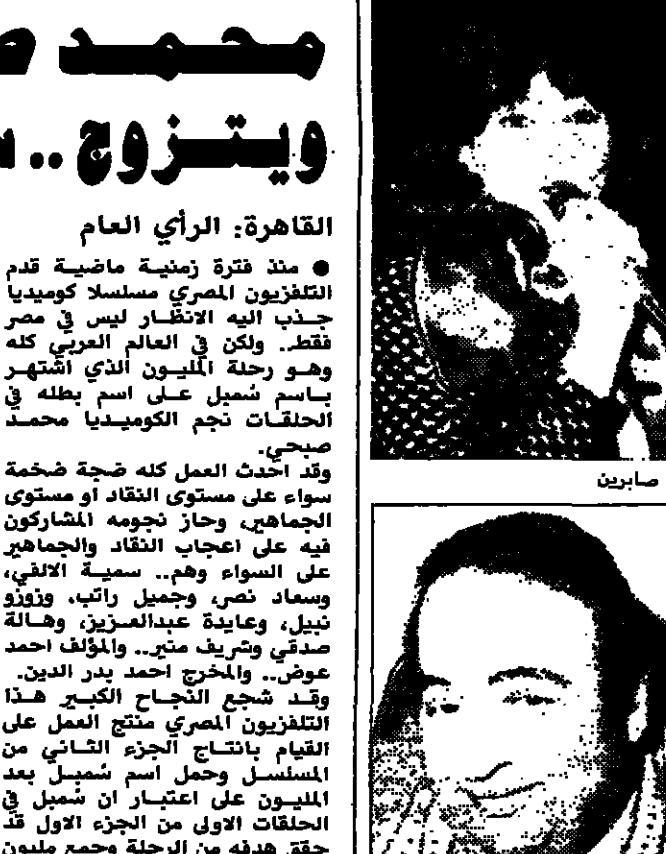 محمد
ويتزوج..
القاهرة: الرأي العام
● منذ فترة زمنية ماضية قدم
التلفزيون المصري مسلسلا كوميديا
جذب اليه الانظار ليس في مصر
فقط.. ولكن في العالم العربي كله
وهو رحلة المليون الذي اشتهر
باسم سُمبل على اسم بطله في
الحلقات نجم الكوميديا محمد
صبحي.
وقد احدث العمل كله ضجة ضخمة
سواء على مستوى النقاد او مستوى
الجماهير، وحاز نجومه المشاركون
فيه على اعجاب النقاد والجماهير
على السواء وهم.. سمية الالفي،
وسعاد نصر، وجميل راتب، وزوزو
نبيل، وعايدة عبدالعزيز، وهالة
صدقي وشريف منير.. والمؤلف احمد
عوض.. والمخرج احمد بدر الدين.
وقد شجع النجاح الكبير هذا
التلفزيون المصري منتج العمل على
القيام بانتاج الجزء الثاني من
المسلسل وحمل اسم سُمبل بعد
المليون على اعتبار ان سُمبل في
الحلقات الاولى من الجزء الاول قد
حقق هدفه من الرحلة وجمع مليون
صابرين